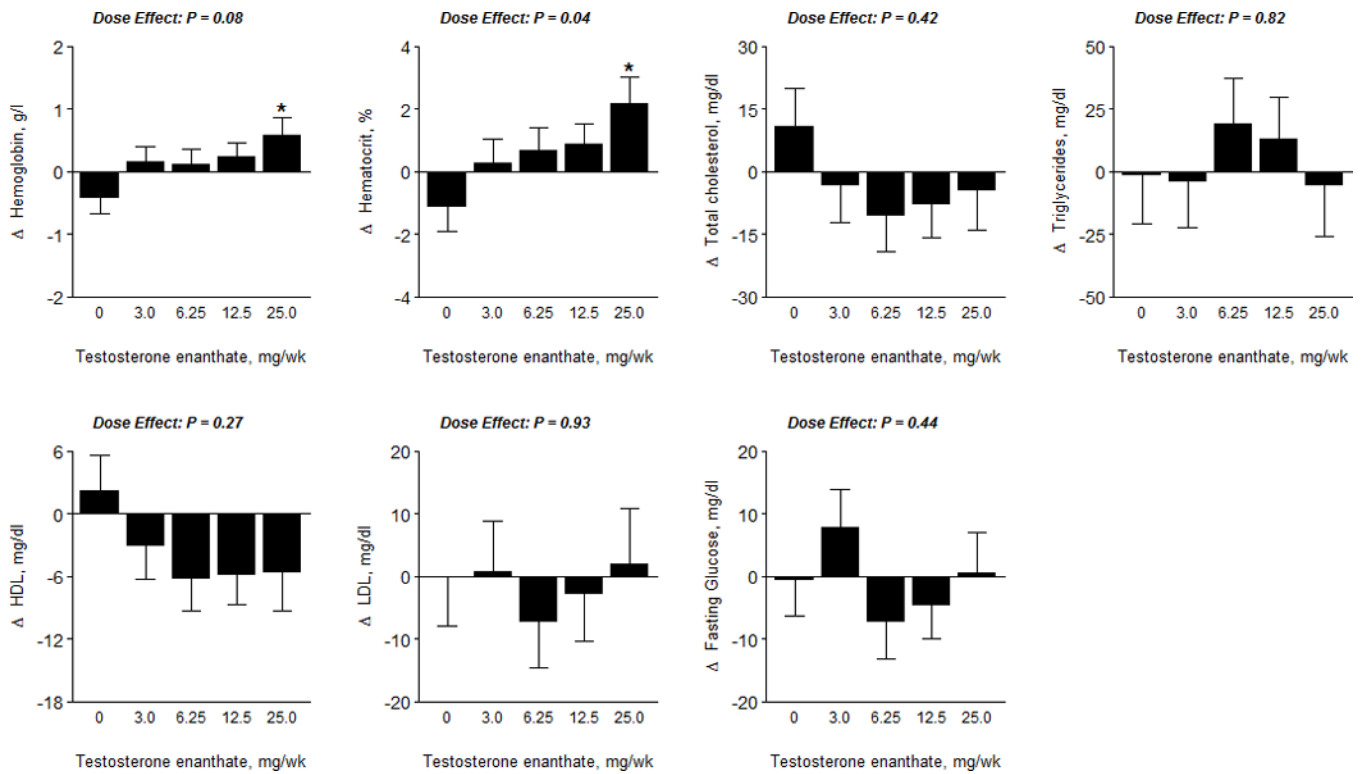 Dose Effect: P = 0.08
Δ Hemoglobin, g/l
2
1
0
-1
-2
*
0 3.0 6.25 12.5 25.0
Testosterone enanthate, mg/wk
Dose Effect: P = 0.04
Δ Hematocrit, %
4
2
0
-2
-4
*
0 3.0 6.25 12.5 25.0
Testosterone enanthate, mg/wk
Dose Effect: P = 0.42
Δ Total cholesterol, mg/dl
30
15
0
-15
-30
0 3.0 6.25 12.5 25.0
Testosterone enanthate, mg/wk
Dose Effect: P = 0.82
Δ Triglycerides, mg/dl
50
25
0
-25
-50
0 3.0 6.25 12.5 25.0
Testosterone enanthate, mg/wk
Dose Effect: P = 0.27
Δ HDL, mg/dl
6
0
-6
-12
-18
0 3.0 6.25 12.5 25.0
Testosterone enanthate, mg/wk
Dose Effect: P = 0.93
Δ LDL, mg/dl
20
10
0
-10
-20
0 3.0 6.25 12.5 25.0
Testosterone enanthate, mg/wk
Dose Effect: P = 0.44
Δ Fasting Glucose, mg/dl
20
10
0
-10
-20
0 3.0 6.25 12.5 25.0
Testosterone enanthate, mg/wk